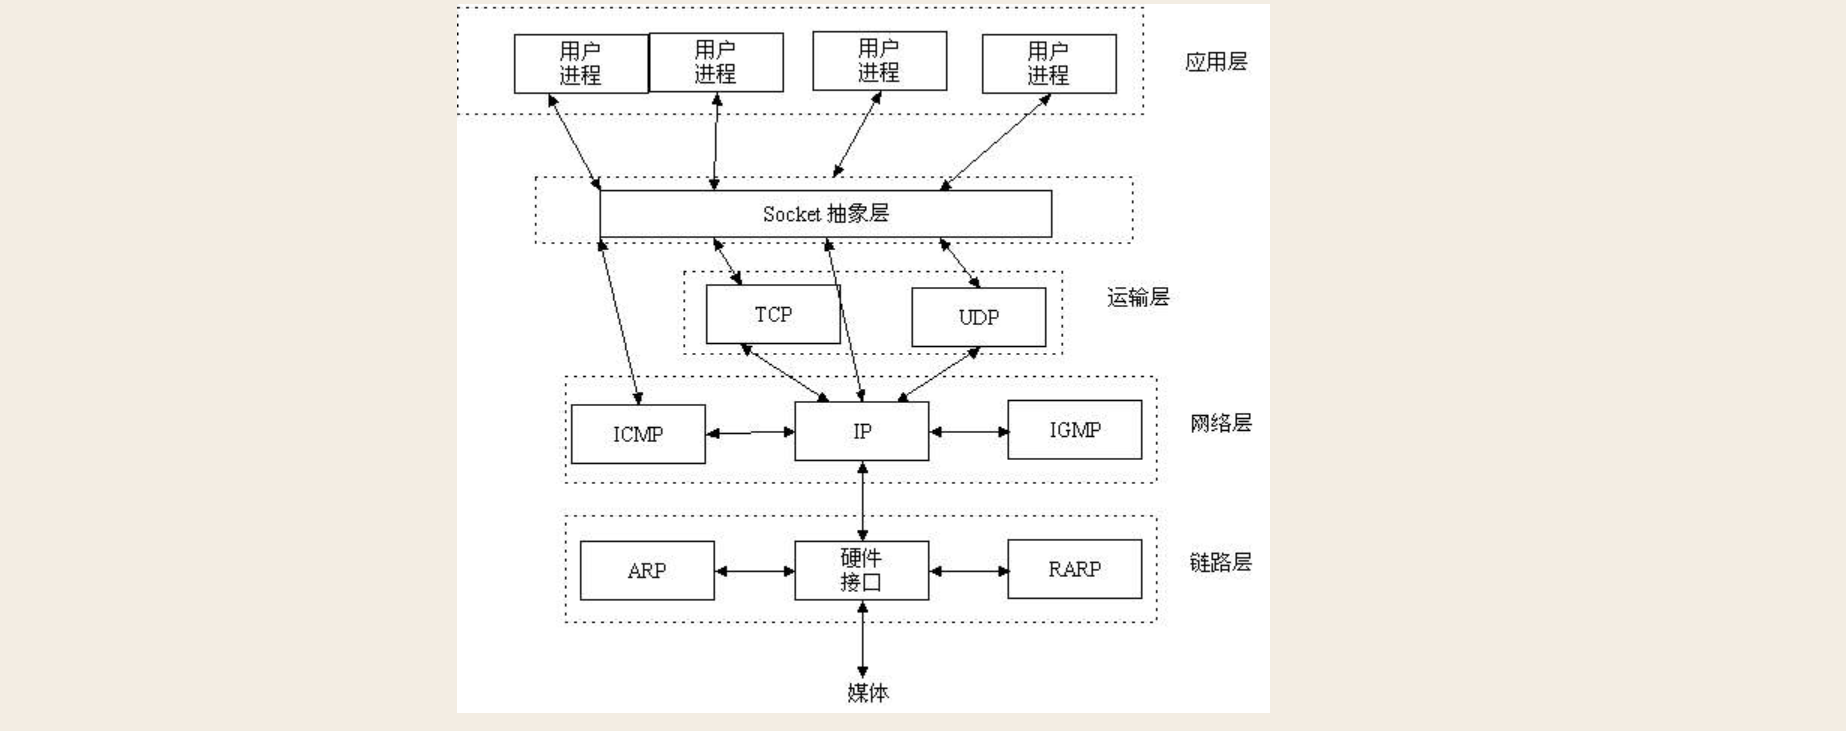 用户
进程
用户
进程
用户
进程
用户
进程
应用层
Socket 抽象层
运输层
TCP
UDP
网络层
ICMP
IP
IGMP
链路层
ARP
硬件
接口
RARP
媒体